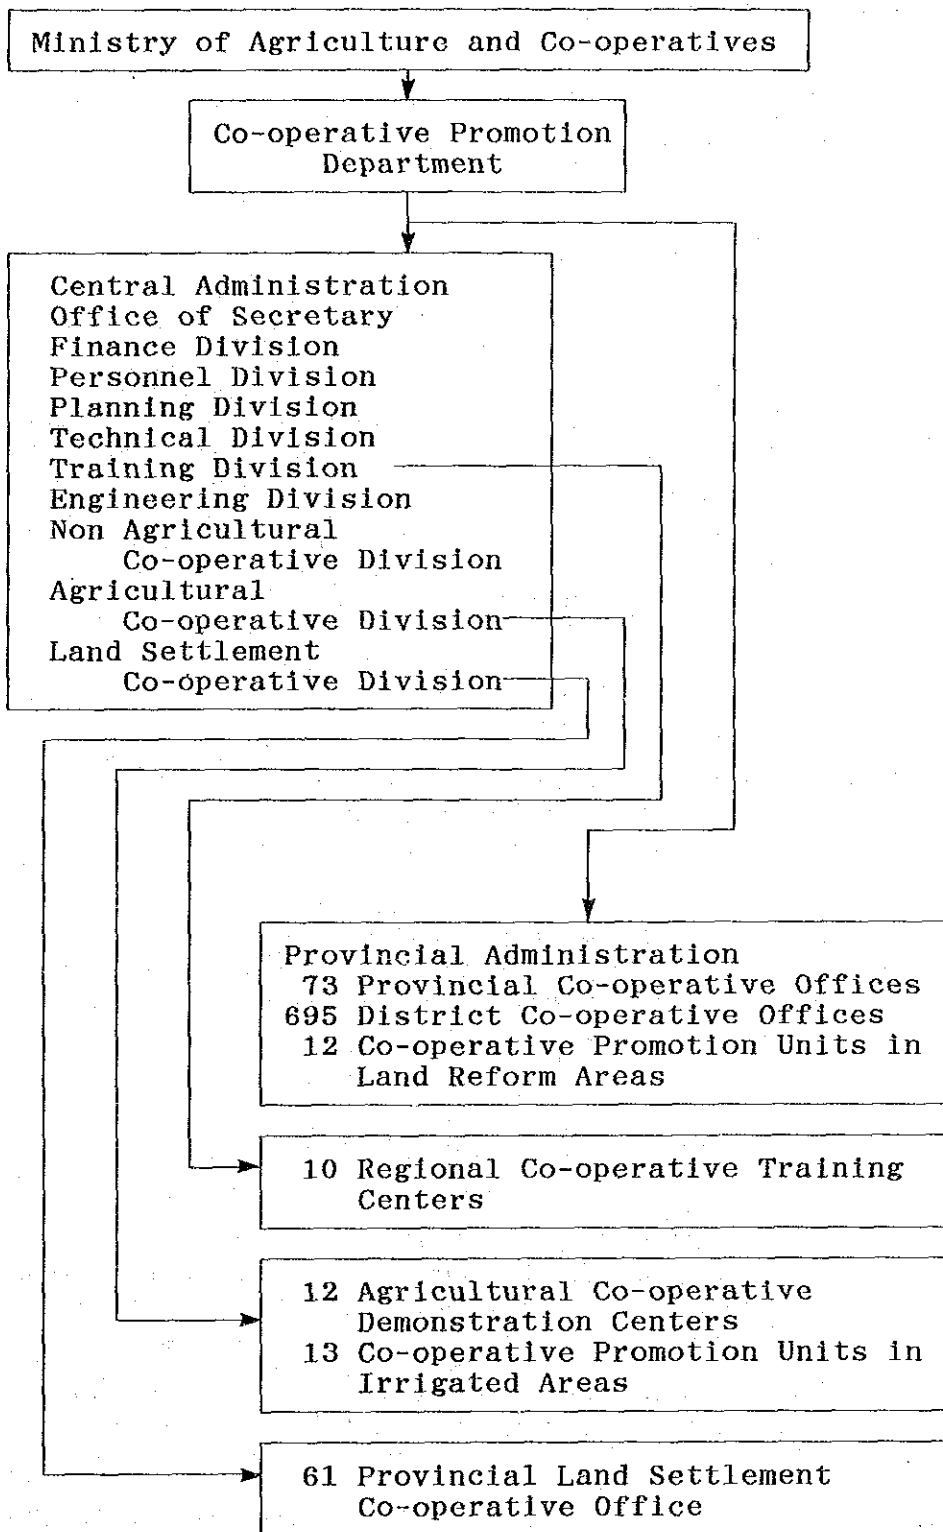 Ministry of Agriculture and Co-operatives
Co-operative Promotion
Department
Central Administration
Office of Secretary
Finance Division
Personnel Division
Planning Division
Technical Division
Training Division
Engineering Division
Non Agricultural
Co-operative Division
Agricultural
Co-operative Division
Land Settlement
Co-operative Division
Provincial Administration
73 Provincial Co-operative Offices
695 District Co-operative Offices
12 Co-operative Promotion Units in
Land Reform Areas
10 Regional Co-operative Training
Centers
12 Agricultural Co-operative
Demonstration Centers
13 Co-operative Promotion Units in
Irrigated Areas
61 Provincial Land Settlement
Co-operative Office